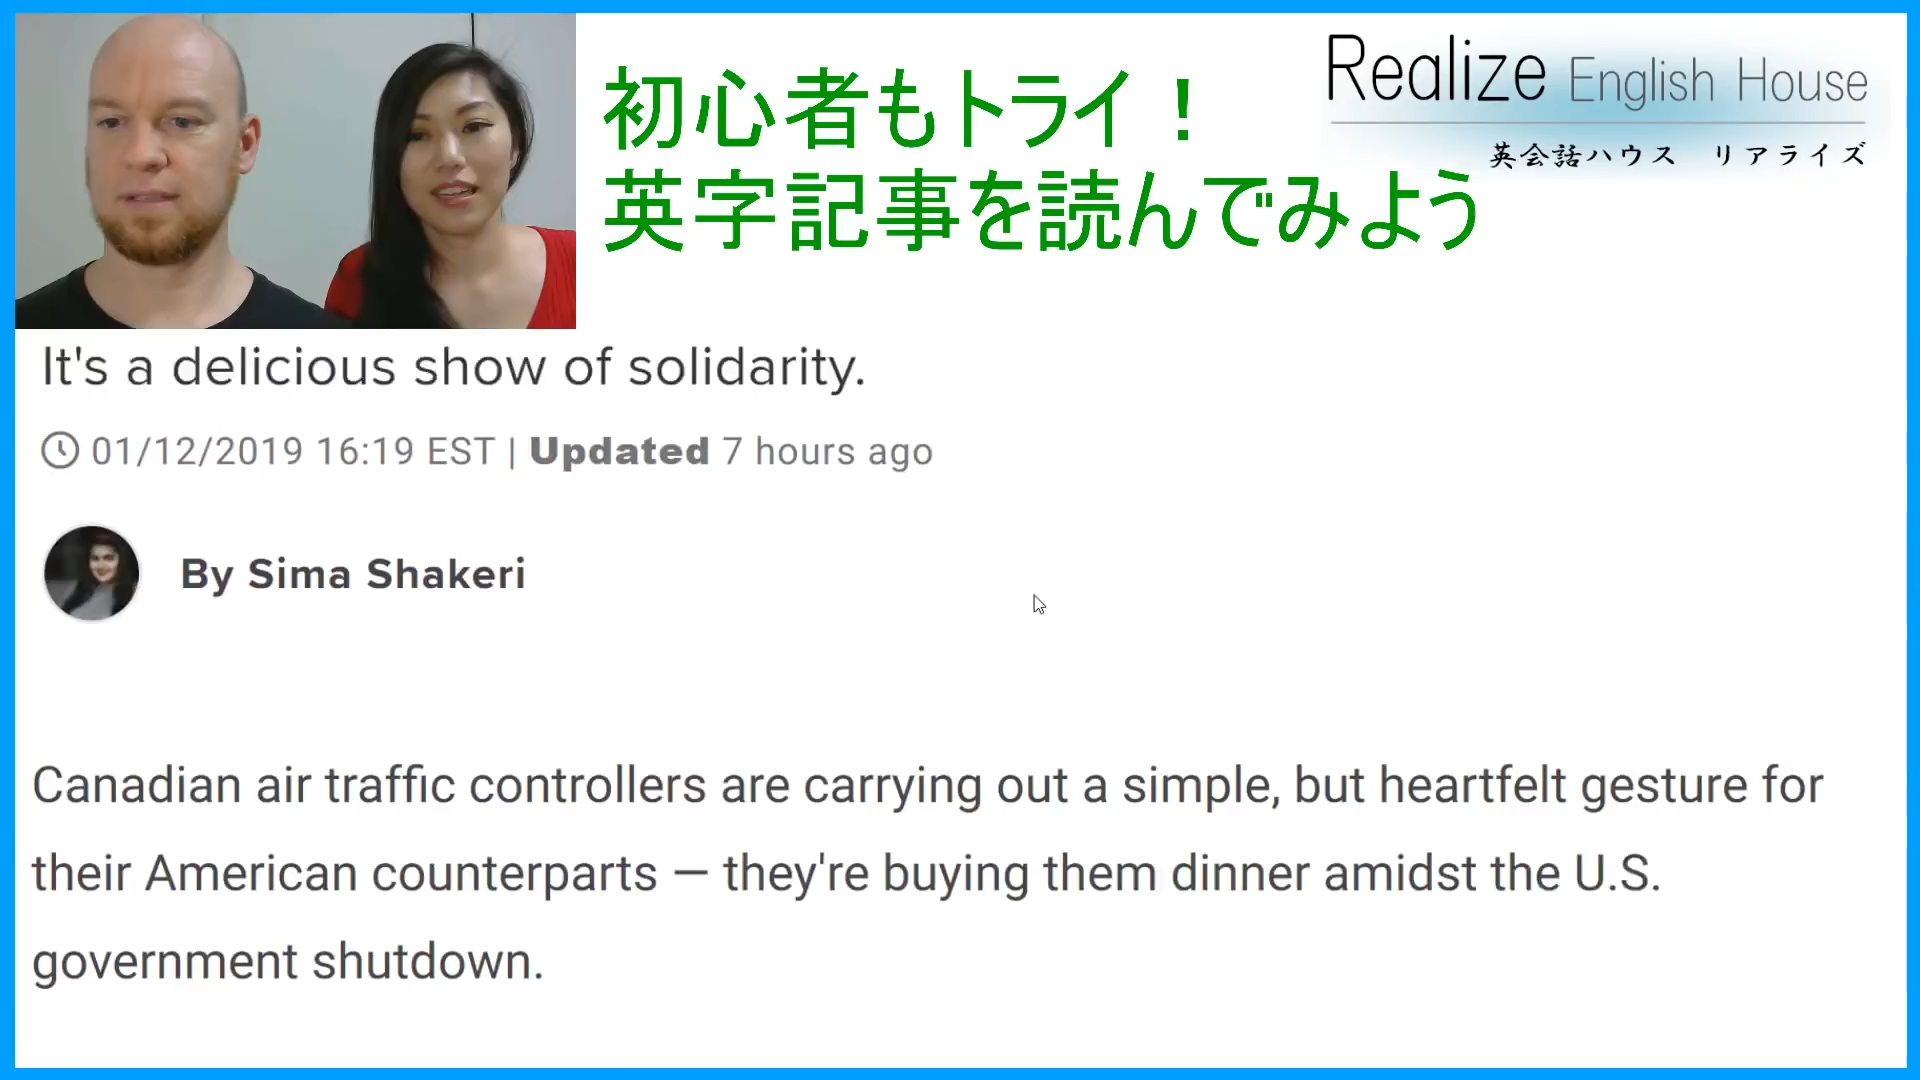 初心者もトライ！
英字記事を読んでみよう
Realize English House
英会話ハウス リアライズ
It's a delicious show of solidarity.
01/12/2019 16:19 EST | Updated 7 hours ago
By Sima Shakeri
Canadian air traffic controllers are carrying out a simple, but heartfelt gesture for
their American counterparts — they're buying them dinner amidst the U.S.
government shutdown.